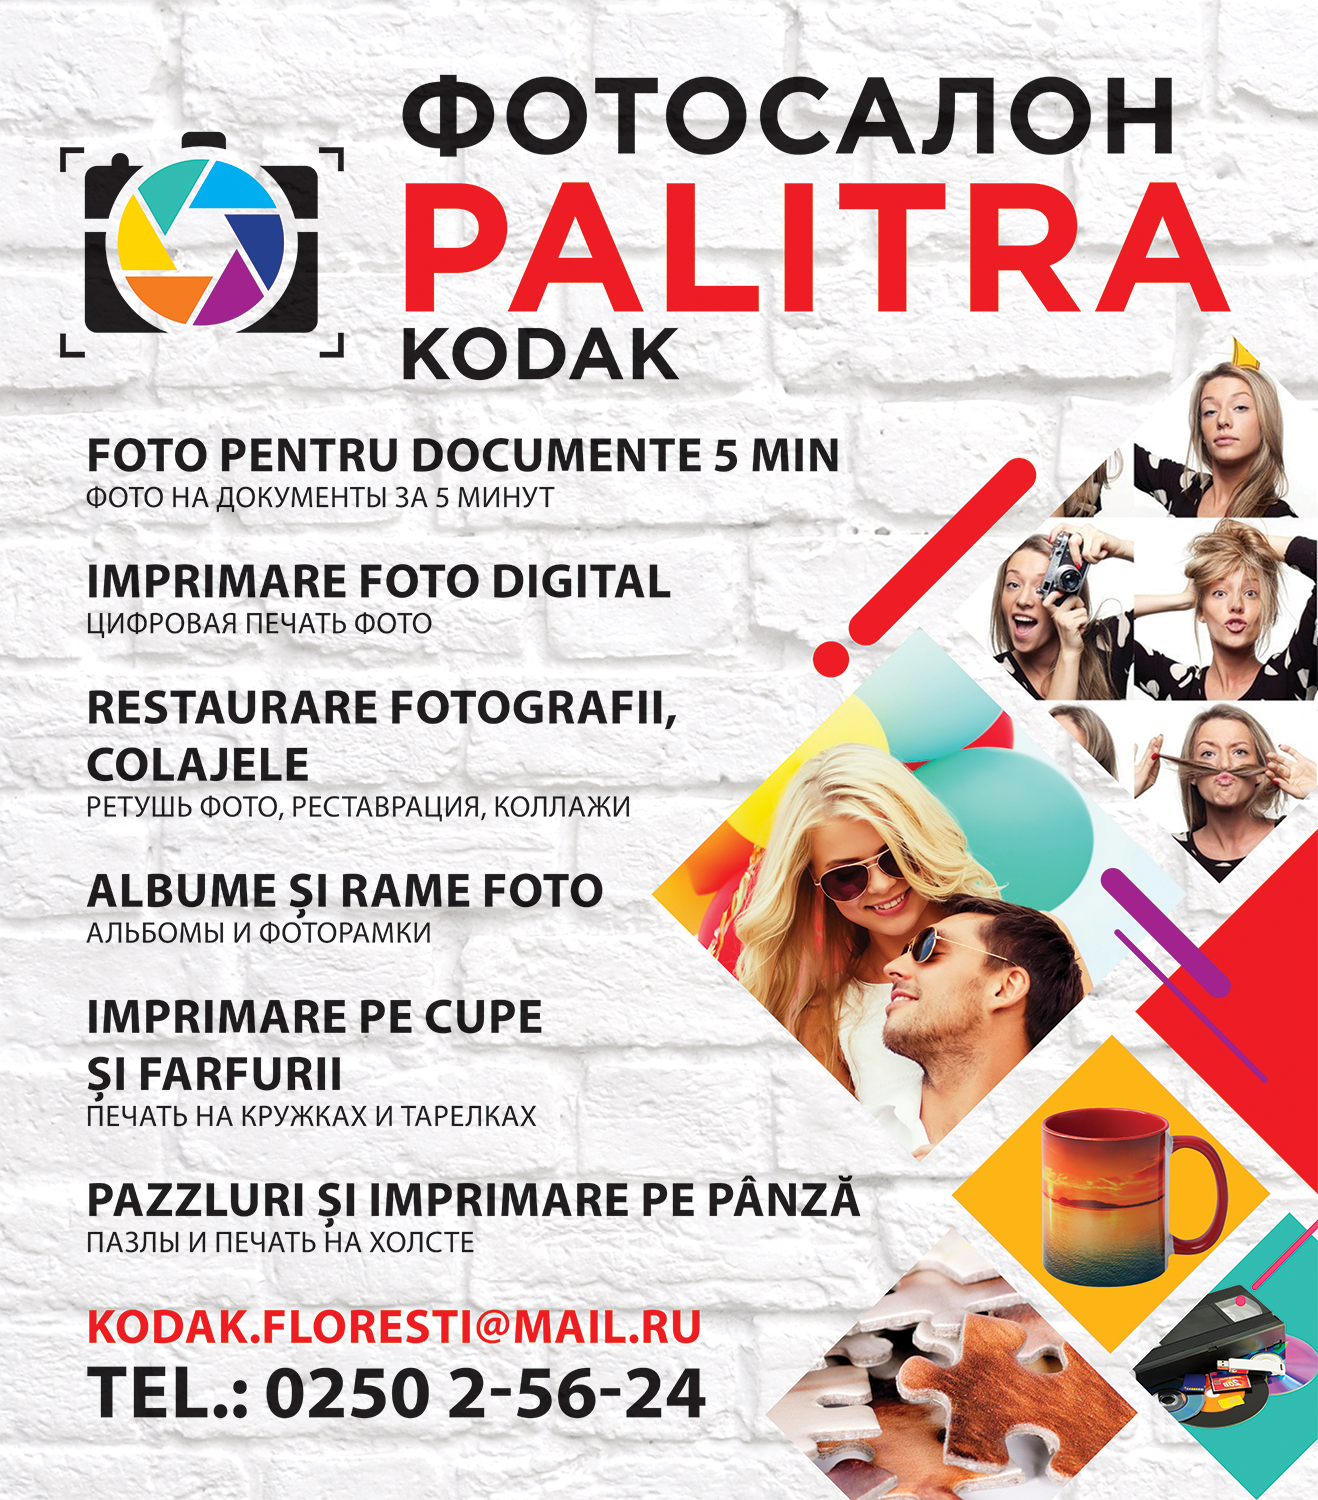 ФОТОСАЛОН
PALITRA
KODAK
FOTO PENTRU DOCUMENTE 5 MIN
ФОТО НА ДОКУМЕНТЫ ЗА 5 МИНУТ
IMPRIMARE FOTO DIGITAL
ЦИФРОВАЯ ПЕЧАТЬ ФОТО
RESTAURARE FOTOGRAFII,
COLAJELE
РЕТУШЬ ФОТО, РЕСТАВРАЦИЯ, КОЛЛАЖИ
ALBUME ȘI RAME FOTO
АЛЬБОМЫ И ФОТОРАМКИ
IMPRIMARE PE CUPE
ȘI FARFURII
ПЕЧАТЬ НА КРУЖКАХ И ТАРЕЛКАХ
PAZZLURI ȘI IMPRIMARE PE PÂNZĂ
ПАЗЛЫ И ПЕЧАТЬ НА ХОЛСТЕ
KODAK.FLORESTI@MAIL.RU
TEL.: 0250 2-56-24